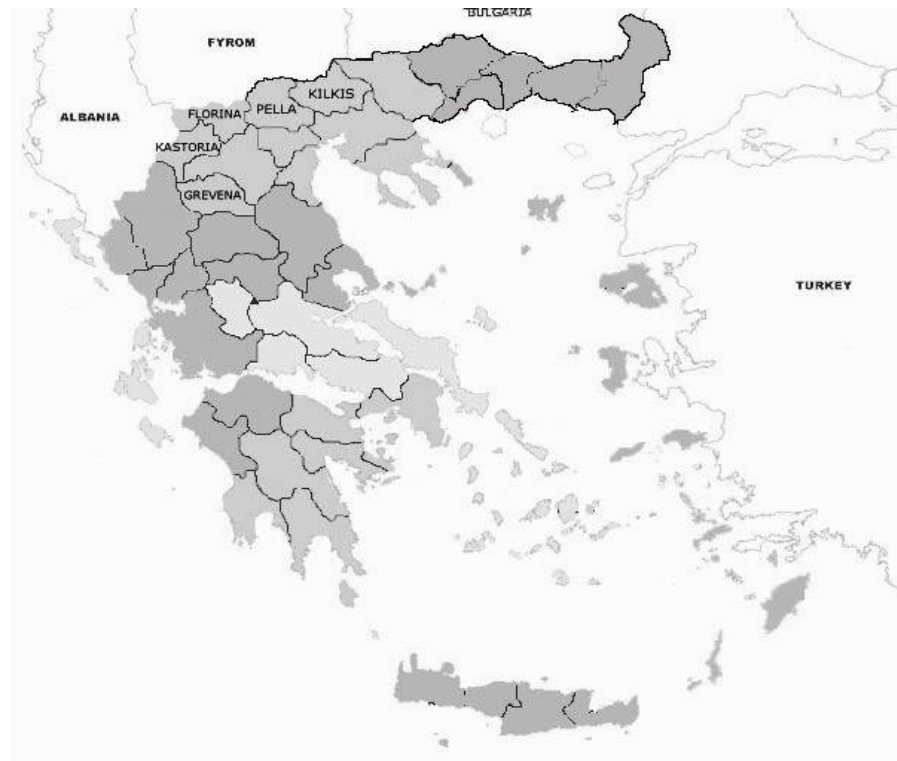 BULGARIA
FYROM
KILKIS
PELLA
FLORINA
ALBANIA
KASTORIA
GREVENA
TURKEY